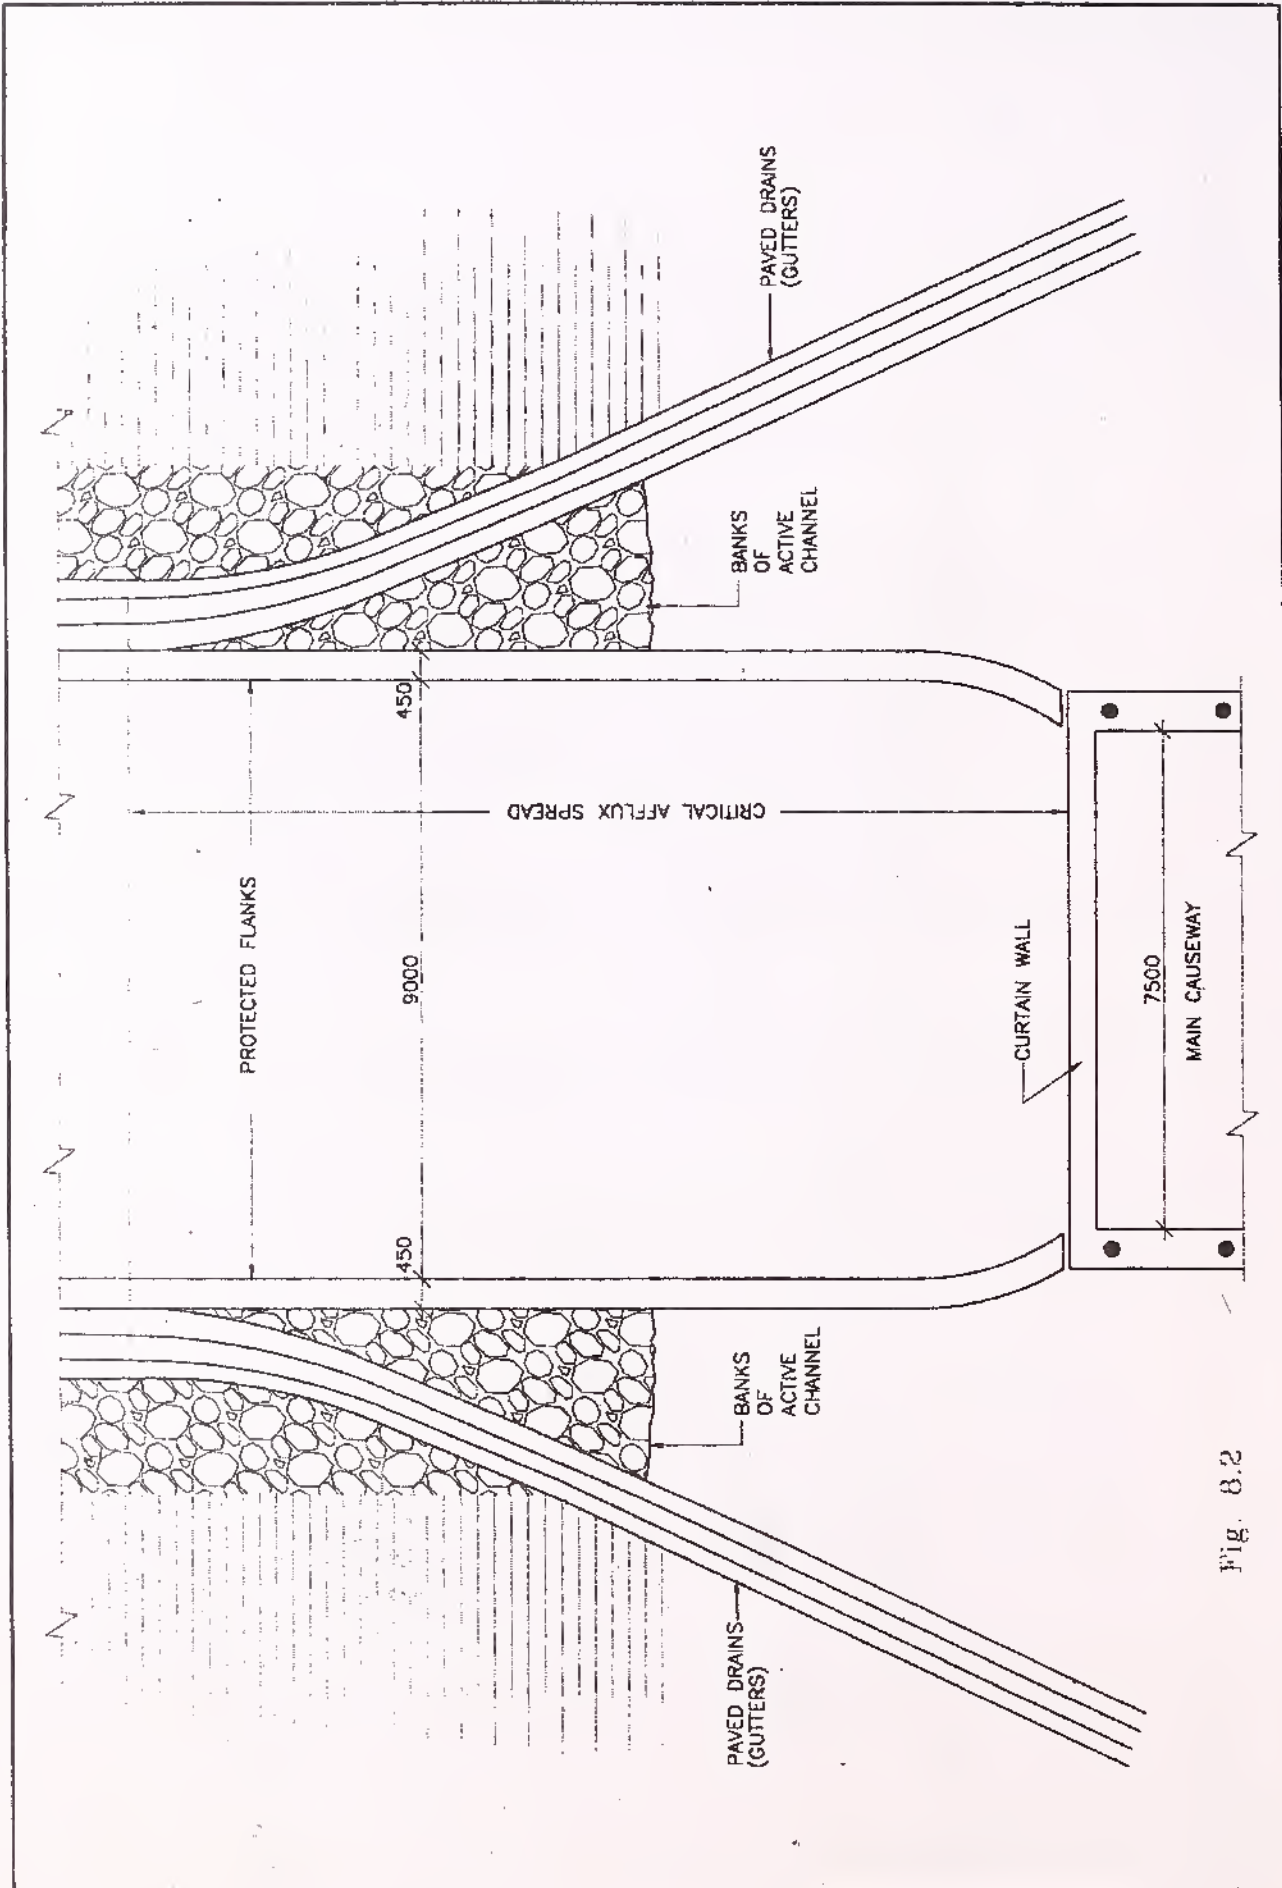 PAVED DRAINS
(GUTTERS)
BANKS
OF
ACTIVE
CHANNEL
450
PROTECTED FLANKS
9000
CRITICAL AFFLUX SPREAD
450
CURTAIN WALL
7500
MAIN CAUSEWAY
BANKS
OF
ACTIVE
CHANNEL
PAVED DRAINS
(GUTTERS)
Fig. 8.2